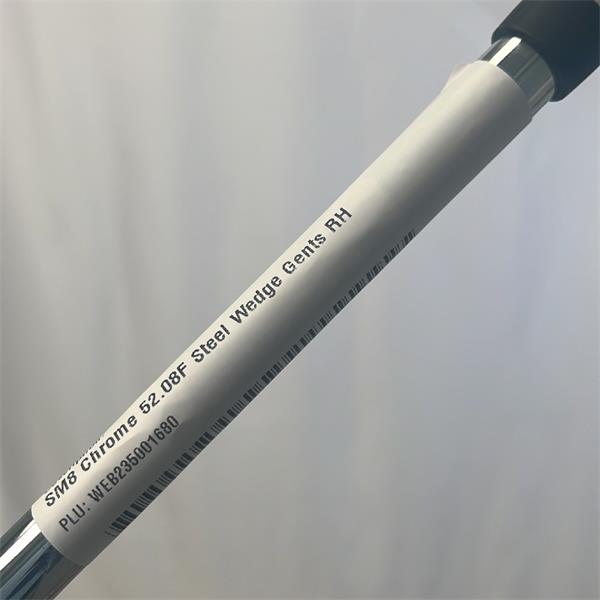 SM8 Chrome 52.08F Steel Wedge Gents RH
PLU: WEB235001680